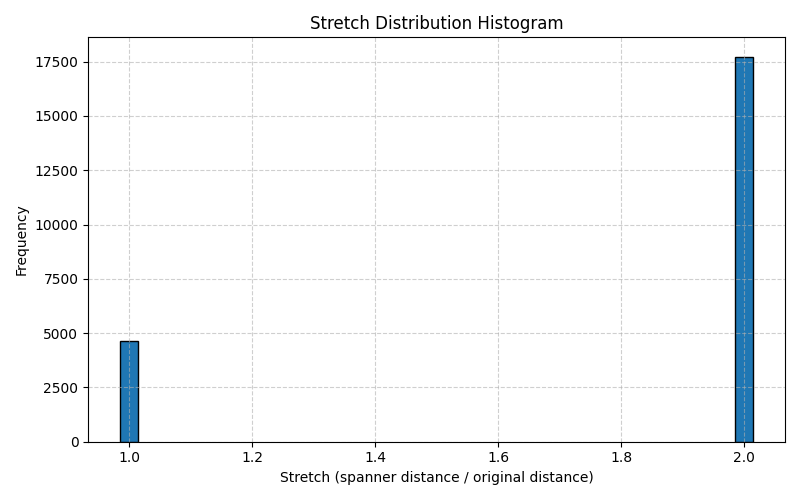 Stretch Distribution Histogram
Frequency
17500
15000
12500
10000
7500
5000
2500
0
1.0 1.2 1.4 1.6 1.8 2.0
Stretch (spanner distance / original distance)